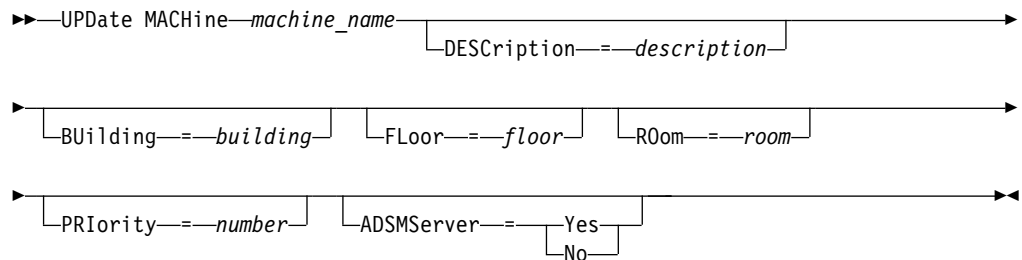 UPDate MACHine machine_name
DESCription = description
BUilding = building FLoor = floor ROom = room
PRIority = number ADSMServer = Yes
No